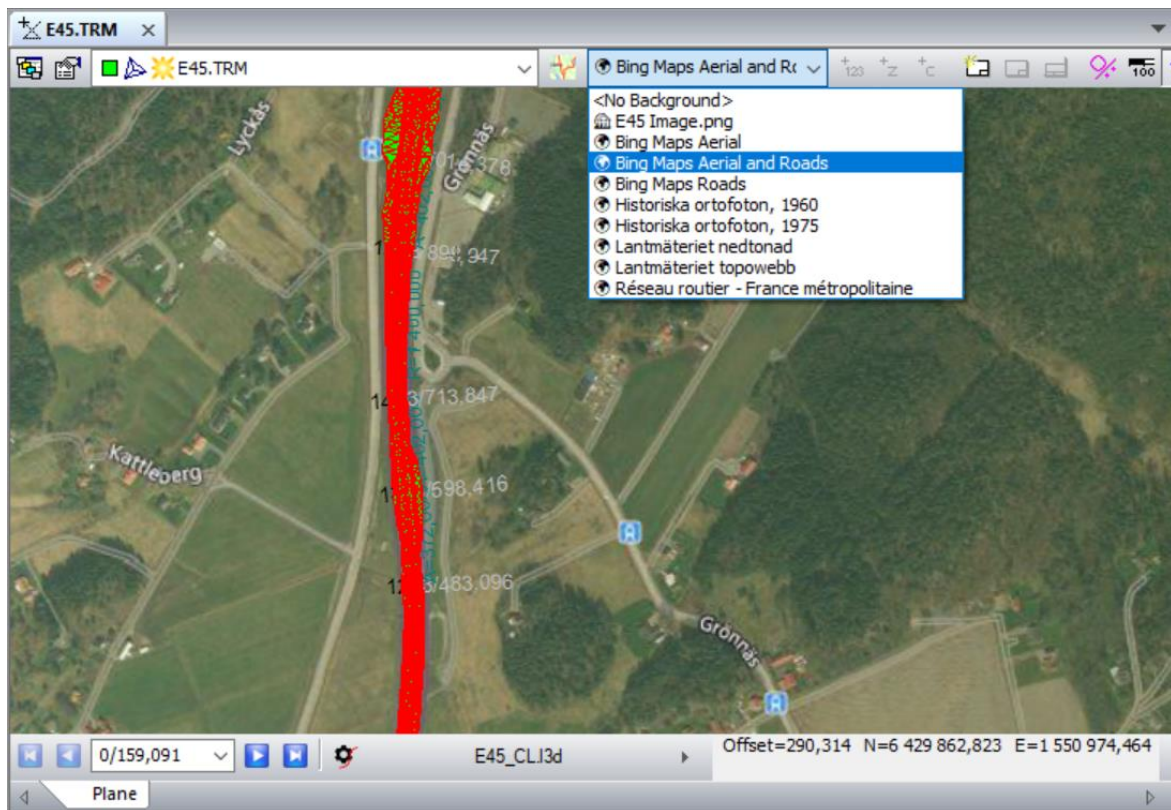 E45.TRM
E45.TRM
Bing Maps Aerial and Ro
123
Z
C
100
<No Background>
E45 Image.png
Bing Maps Aerial
Bing Maps Aerial and Roads
Bing Maps Roads
Historiska ortofoton, 1960
Historiska ortofoton, 1975
Lantmäteriet nedtonad
Lantmäteriet topowebb
Réseau routier - France métropolitaine
Lyckås
Grönnäs
/713.847
/598.416
/483,096
Kattleberg
Grönnäs
0/159,091
E45_CL.l3d
Offset=290,314 N=6 429 862,823 E=1 550 974,464
Plane